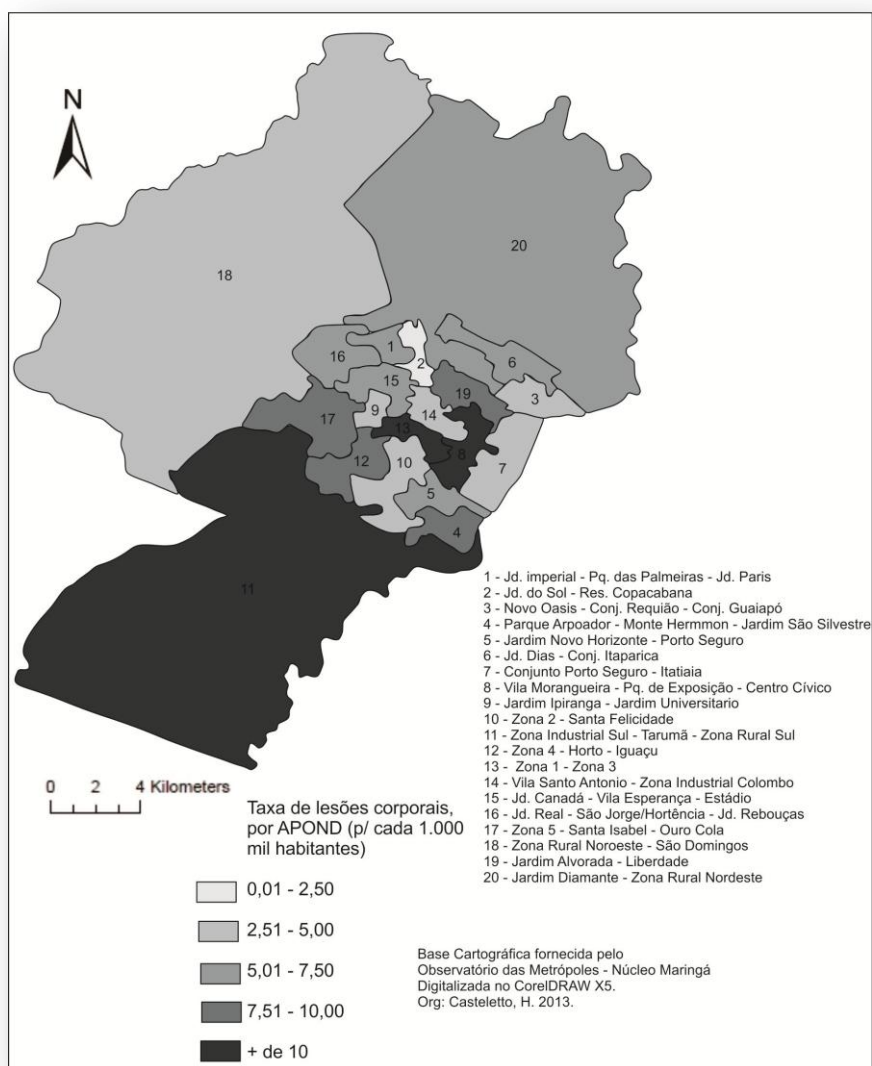 N
20
18
1
16
2
6
15
19
3
9
14
17
13
8
10
12
7
5
4
11
1 - Jd. imperial - Pq. das Palmeiras - Jd. Paris
2 - Jd. do Sol - Res. Copacabana
3 - Novo Oasis - Conj. Requião - Conj. Guaiapó
4 - Parque Arpoador - Monte Hermmon - Jardim São Silvestre
5 - Jardim Novo Horizonte - Porto Seguro
6 - Jd. Dias - Conj. Itaparica
7 - Conjunto Porto Seguro - Itatiaia
8 - Vila Morangueira - Pq. de Exposição - Centro Cívico
9 - Jardim Ipiranga - Jardim Universitario
10 - Zona 2 - Santa Felicidade
11 - Zona Industrial Sul - Tarumã - Zona Rural Sul
12 - Zona 4 - Horto - Iguaçu
13 - Zona 1 - Zona 3
14 - Vila Santo Antonio - Zona Industrial Colombo
15 - Jd. Canadá - Vila Esperança - Estádio
16 - Jd. Real - São Jorge/Hortência - Jd. Rebouças
17 - Zona 5 - Santa Isabel - Ouro Cola
18 - Zona Rural Noroeste - São Domingos
19 - Jardim Alvorada - Liberdade
20 - Jardim Diamante - Zona Rural Nordeste
0 2 4 Kilometers
Taxa de lesões corporais,
por APOND (p/ cada 1.000
mil habitantes)
0,01 - 2,50
2,51 - 5,00
5,01 - 7,50
7,51 - 10,00
+ de 10
Base Cartográfica fornecida pelo
Observatório das Metrópoles - Núcleo Maringá
Digitalizada no CorelDRAW X5.
Org: Casteletto, H. 2013.